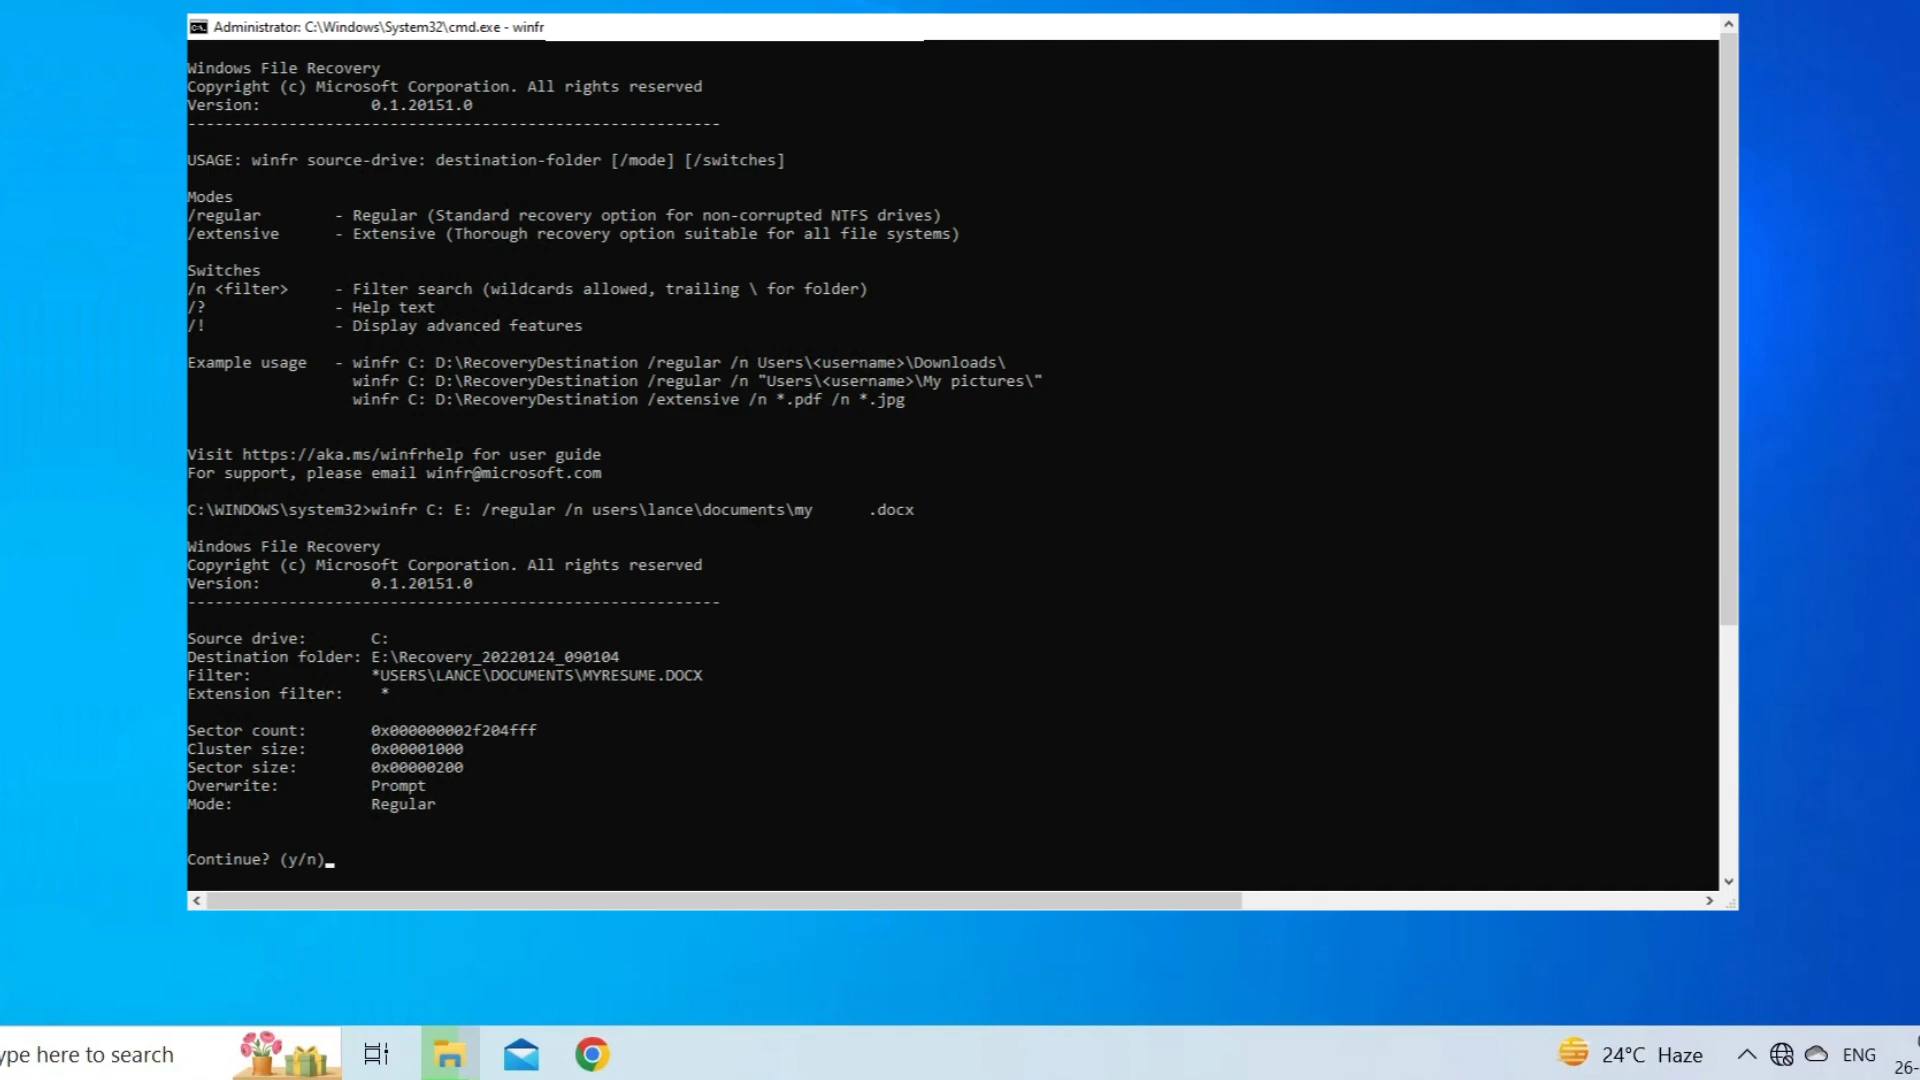 Administrator: C:\Windows\System32\cmd.exe - winfr
Windows File Recovery
Copyright (c) Microsoft Corporation. All rights reserved
Version:            0.1.20151.0
----------------------------------------------------------
USAGE: winfr source-drive: destination-folder [/mode] [/switches]
Modes
/regular        - Regular (Standard recovery option for non-corrupted NTFS drives)
/extensive      - Extensive (Thorough recovery option suitable for all file systems)
Switches
/n <filter>     - Filter search (wildcards allowed, trailing \ for folder)
/?              - Help text
/!              - Display advanced features
Example usage   - winfr C: D:\RecoveryDestination /regular /n Users\<username>\Downloads\
winfr C: D:\RecoveryDestination /regular /n "Users\<username>\My pictures\"
winfr C: D:\RecoveryDestination /extensive /n *.pdf /n *.jpg
Visit https://aka.ms/winfrhelp for user guide
For support, please email winfr@microsoft.com
C:\WINDOWS\system32>winfr C: E: /regular /n users\lance\documents\my      .docx
Windows File Recovery
Copyright (c) Microsoft Corporation. All rights reserved
Version:            0.1.20151.0
----------------------------------------------------------
Source drive:       C:
Destination folder: E:\Recovery_20220124_090104
Filter:             *USERS\LANCE\DOCUMENTS\MYRESUME.DOCX
Extension filter:    *
Sector count:       0x000000002f204fff
Cluster size:       0x00001000
Sector size:        0x00000200
Overwrite:          Prompt
Mode:               Regular
Continue? (y/n)
ype here to search
24°C Haze
ENG
26-